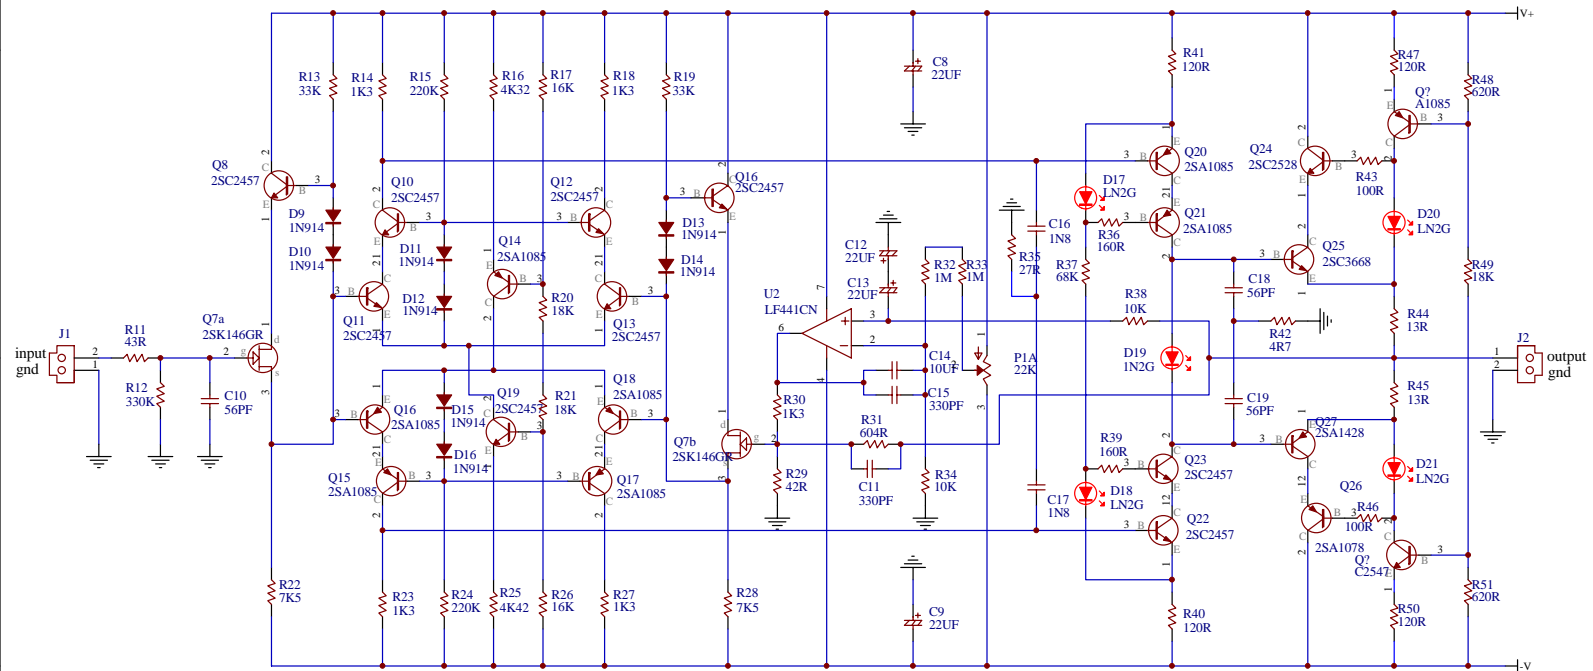 V+
R13
33K
R14
1K3
R15
220K
R16
4K32
R17
16K
R18
1K3
R19
33K
C8
22UF
R41
120R
R47
120R
R48
620R
Q?
A1085
Q8
2SC2457
Q10
2SC2457
Q12
2SC2457
Q16
2SC2457
Q20
2SA1085
Q24
2SC2528
R43
100R
D9
1N914
D10
1N914
D11
1N914
D12
1N914
Q14
2SA1085
D13
1N914
D14
1N914
D17
LN2G
R36
160R
Q21
2SA1085
D20
LN2G
C12
22UF
C13
22UF
R32
1M
R33
1M
R35
27R
C16
1N8
R37
68K
Q25
2SC3668
R49
18K
C18
56PF
Q11
2SC2457
R20
18K
Q13
2SC2457
U2
LF441CN
R38
10K
R42
4R7
R44
13R
J1
input
gnd
R11
43R
Q7a
2SK146GR
R12
330K
C10
56PF
C14
10UF
C15
330PF
P1A
22K
D19
1N2G
J2
output
gnd
Q16
2SA1085
D15
1N914
D16
1N914
Q19
2SC2457
R21
18K
Q18
2SA1085
R30
1K3
R31
604R
C19
56PF
R45
13R
Q27
2SA1428
Q7b
2SK146GR
R29
42R
C11
330PF
R34
10K
R39
160R
Q23
2SC2457
D18
LN2G
C17
1N8
Q15
2SA1085
Q17
2SA1085
Q22
2SC2457
Q26
2SA1078
R46
100R
D21
LN2G
Q?
C2547
R22
7K5
R23
1K3
R24
220K
R25
4K42
R26
16K
R27
1K3
R28
7K5
C9
22UF
R40
120R
R50
120R
R51
620R
-V